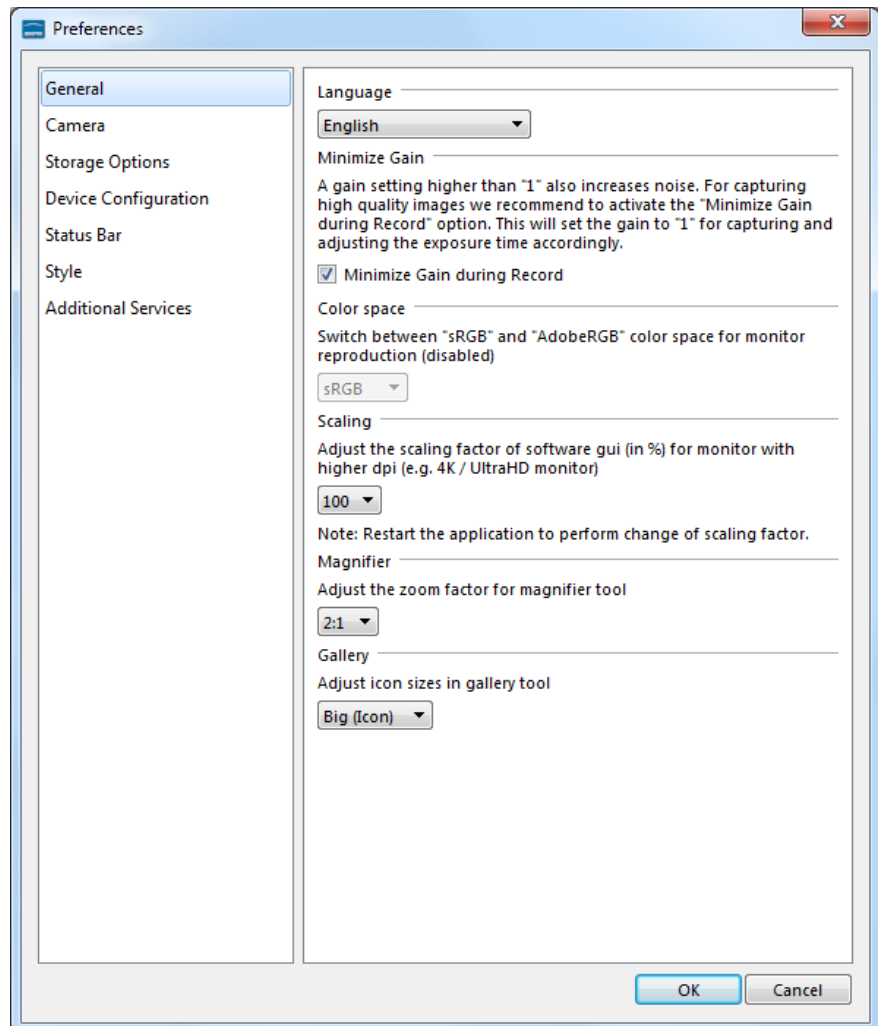 Preferences
General
Camera
Storage Options
Device Configuration
Status Bar
Style
Additional Services
Language
English
Minimize Gain
A gain setting higher than "1" also increases noise. For capturing
high quality images we recommend to activate the "Minimize Gain
during Record" option. This will set the gain to "1" for capturing and
adjusting the exposure time accordingly.
Minimize Gain during Record
Color space
Switch between "sRGB" and "AdobeRGB" color space for monitor
reproduction (disabled)
sRGB
Scaling
Adjust the scaling factor of software gui (in %) for monitor with
higher dpi (e.g. 4K / UltraHD monitor)
100
Note: Restart the application to perform change of scaling factor.
Magnifier
Adjust the zoom factor for magnifier tool
2:1
Gallery
Adjust icon sizes in gallery tool
Big (Icon)
OK
Cancel